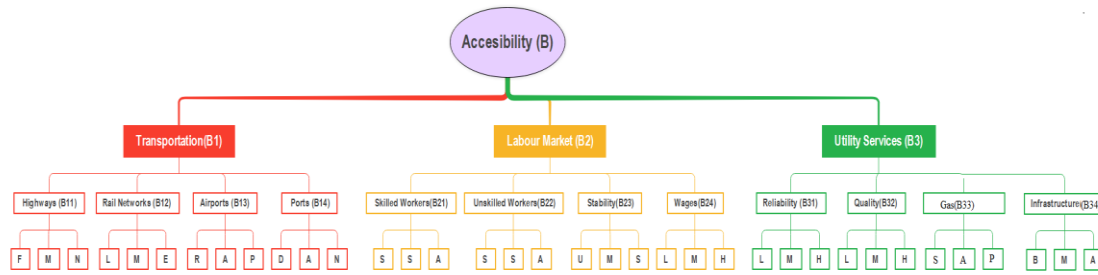 Accesibility (B)
Transportation(B1)
Labour Market (B2)
Utility Services (B3)
Highways (B11)
Rail Networks (B12)
Airports (B13)
Ports (B14)
Skilled Workers(B21)
Unskilled Workers(B22)
Stability(B23)
Wages(B24)
Reliability (B31)
Quality(B32)
Gas(B33)
Infrastructure(B34
F M N L M E R A P D A N S S A S S A U M S L M H L M H L M H S A P B M A